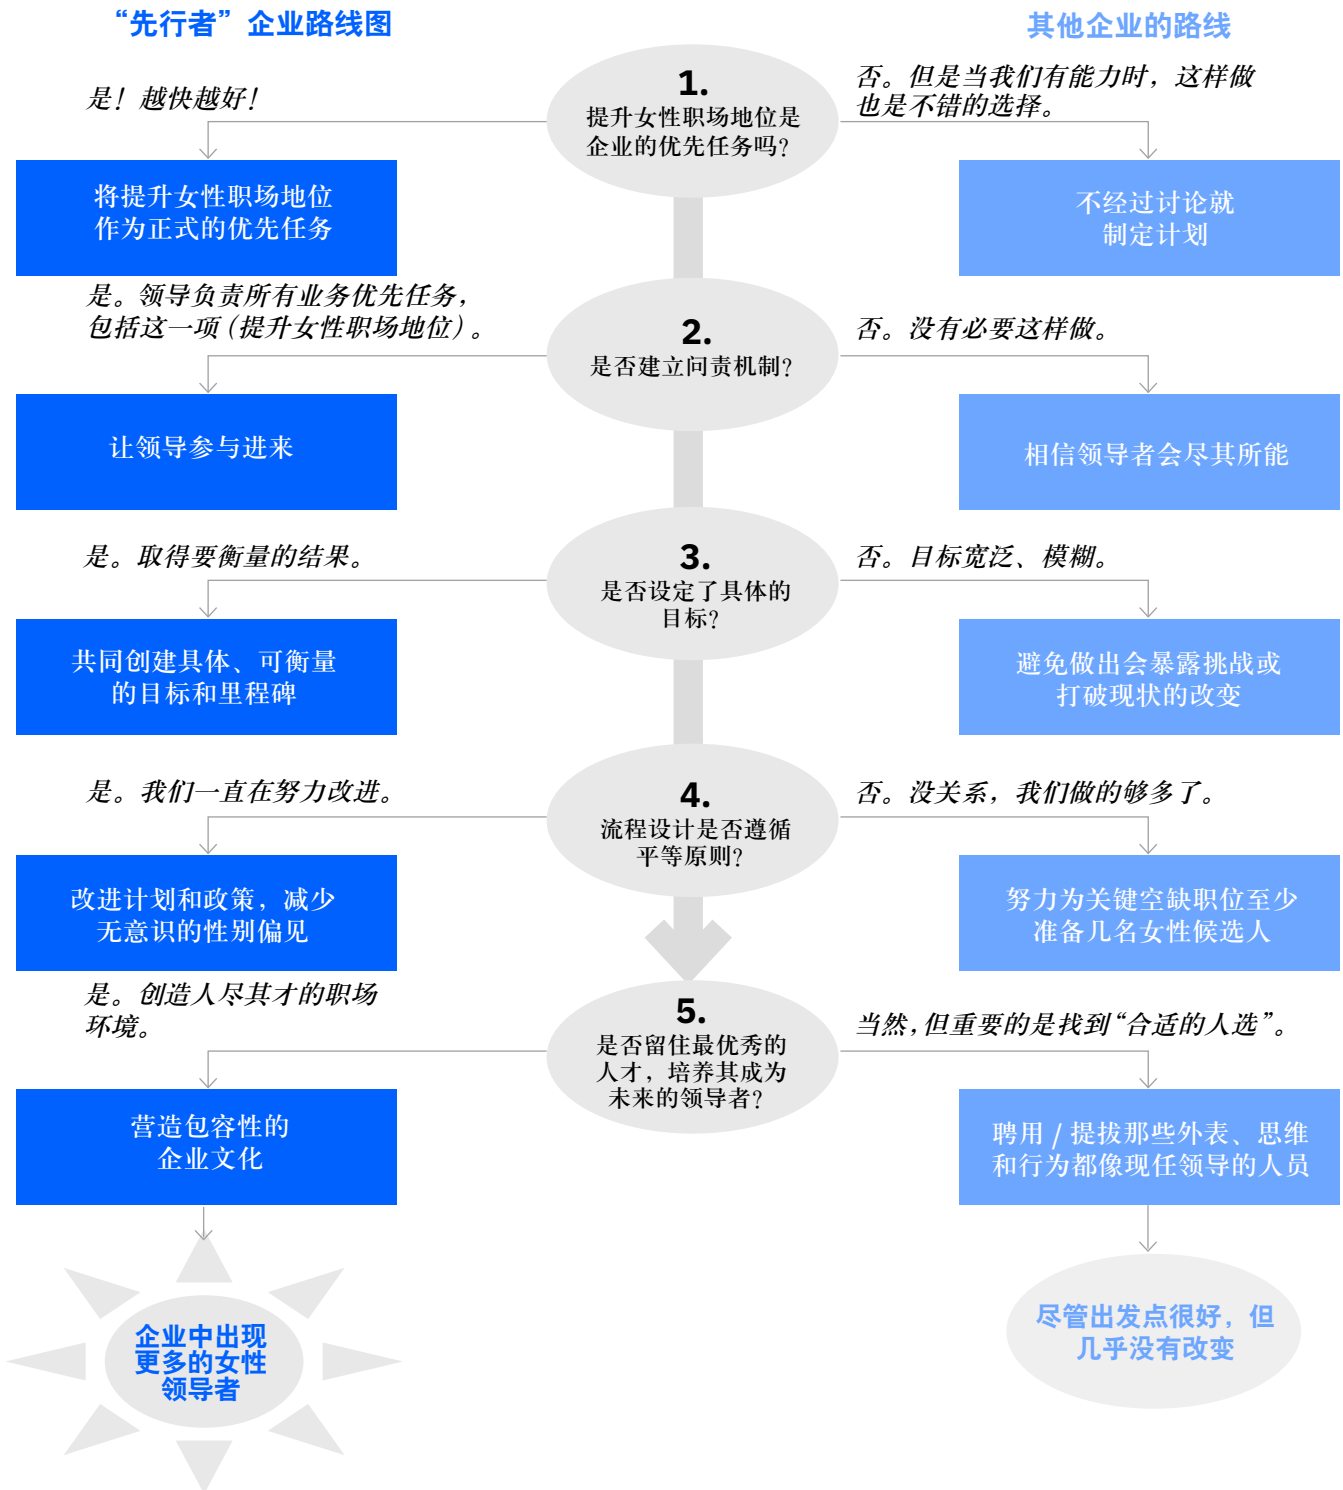 “先行者”企业路线图
其他企业的路线
是！越快越好！
1.
提升女性职场地位是
企业的优先任务吗？
否。但是当我们有能力时，这样做
也是不错的选择。
将提升女性职场地位
作为正式的优先任务
不经过讨论就
制定计划
是。领导负责所有业务优先任务，
包括这一项（提升女性职场地位）。
2.
是否建立问责机制？
否。没有必要这样做。
让领导参与进来
相信领导者会尽其所能
是。取得要衡量的结果。
3.
是否设定了具体的
目标？
否。目标宽泛、模糊。
共同创建具体、可衡量
的目标和里程碑
避免做出会暴露挑战或
打破现状的改变
是。我们一直在努力改进。
4.
流程设计是否遵循
平等原则？
否。没关系，我们做的够多了。
改进计划和政策，减少
无意识的性别偏见
努力为关键空缺职位至少
准备几名女性候选人
是。创造人尽其才的职场
环境。
5.
是否留住最优秀的
人才，培养其成为
未来的领导者？
当然，但重要的是找到“合适的人选”。
营造包容性的
企业文化
聘用 / 提拔那些外表、思维
和行为都像现任领导的人员
企业中出现
更多的女性
领导者
尽管出发点很好，但
几乎没有改变